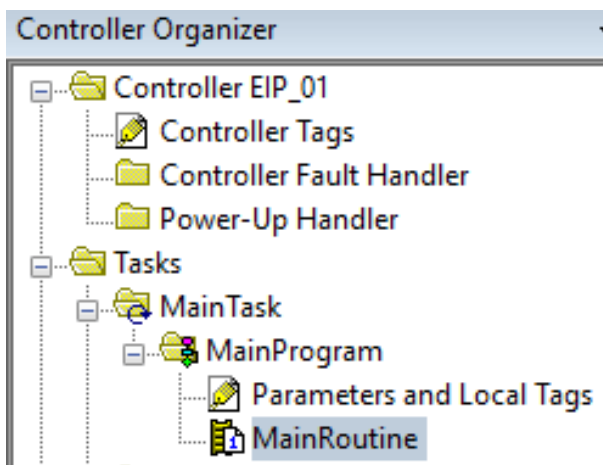 Controller Organizer
Controller EIP_01
Controller Tags
Controller Fault Handler
Power-Up Handler
Tasks
MainTask
MainProgram
Parameters and Local Tags
MainRoutine